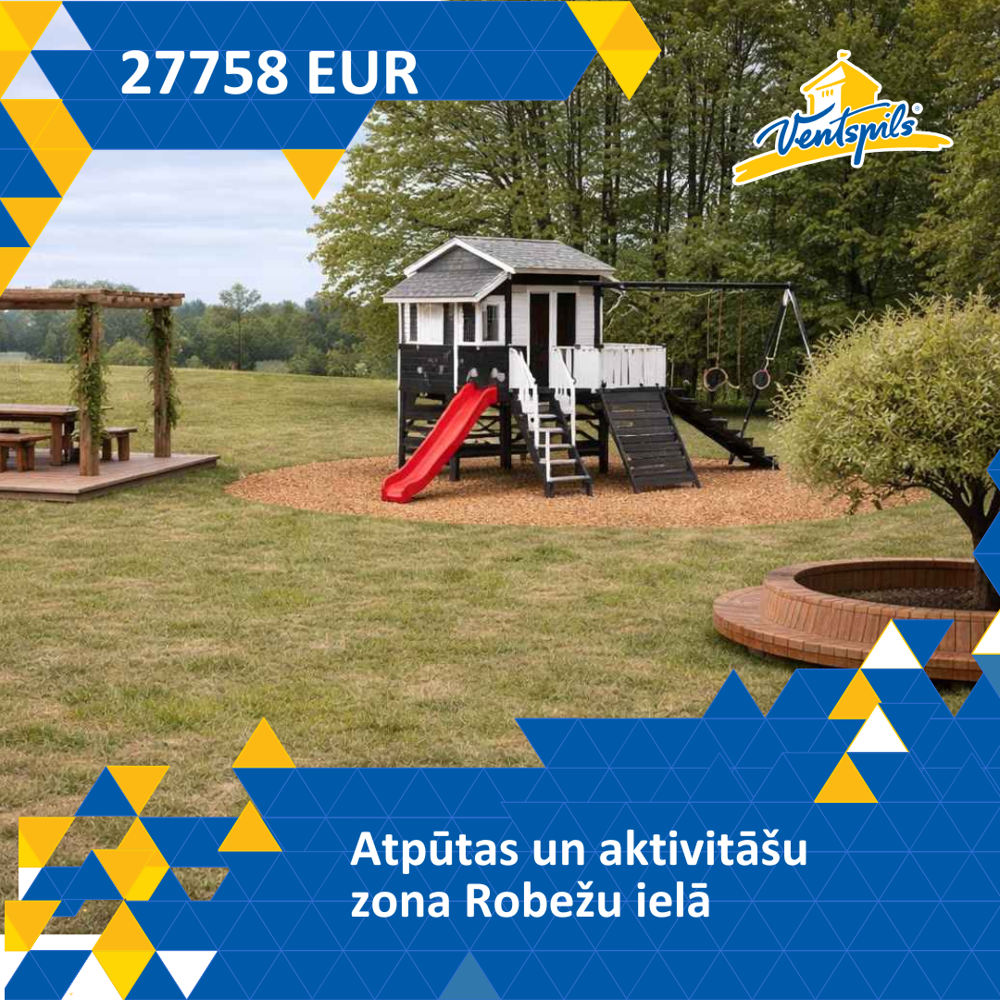 27758 EUR
Ventspils®
Atpūtas un aktivitāšu
zona Robežu ielā